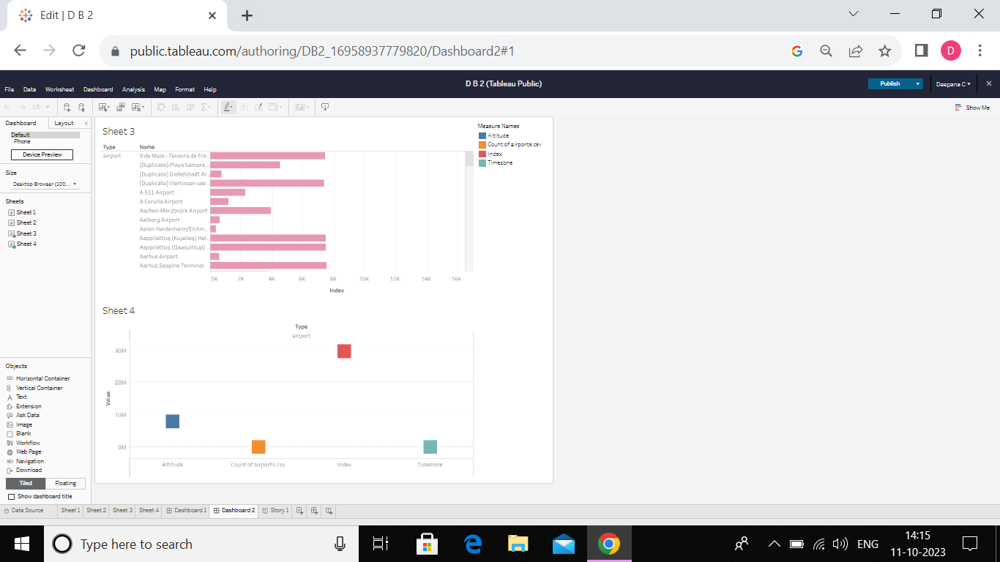 Edit | D B 2
public.tableau.com/authoring/DB2_16958937779820/Dashboard2#1
D
D B 2 (Tableau Public)
Publish
Deepana C
File Data Worksheet Dashboard Analysis Map Format Help
Show Me
Dashboard Layout
Default
Phone
Device Preview
Size
Desktop Browser (100...
Sheets
Sheet 1
Sheet 2
Sheet 3
Sheet 4
Objects
Horizontal Container
Vertical Container
Text
Extension
Ask Data
Image
Blank
Workflow
Web Page
Navigation
Download
Tiled Floating
Show dashboard title
Sheet 3
Type Name
airport 9 de Maio - Teixeira de Fre..
(Duplicate) Playa Samara ..
[Duplicate] Giebelstadt Ar..
[Duplicate] Illertissen see..
A 511 Airport
A Coruña Airport
Aachen-Merzbrück Airport
Aalborg Airport
Aalen-Heidenheim/Elchin..
Aappilattoq (Kujalleq) Hel..
Aappilattoq (Qaasuitsup) ..
Aarhus Airport
Aarhus Seaplne Terminal
0K 2K 4K 6K 8K 10K 12K 14K 16K
Index
Measure Names
Altitude
Count of airports.csv
Index
Timezone
Sheet 4
Type
airport
30M
20M
10M
0M
Value
Altitude Count of airports.csv Index Timezone
Data Source Sheet 1 Sheet 2 Sheet 3 Sheet 4 Dashboard 1 Dashboard 2 Story 1
Type here to search
ENG
14:15
11-10-2023